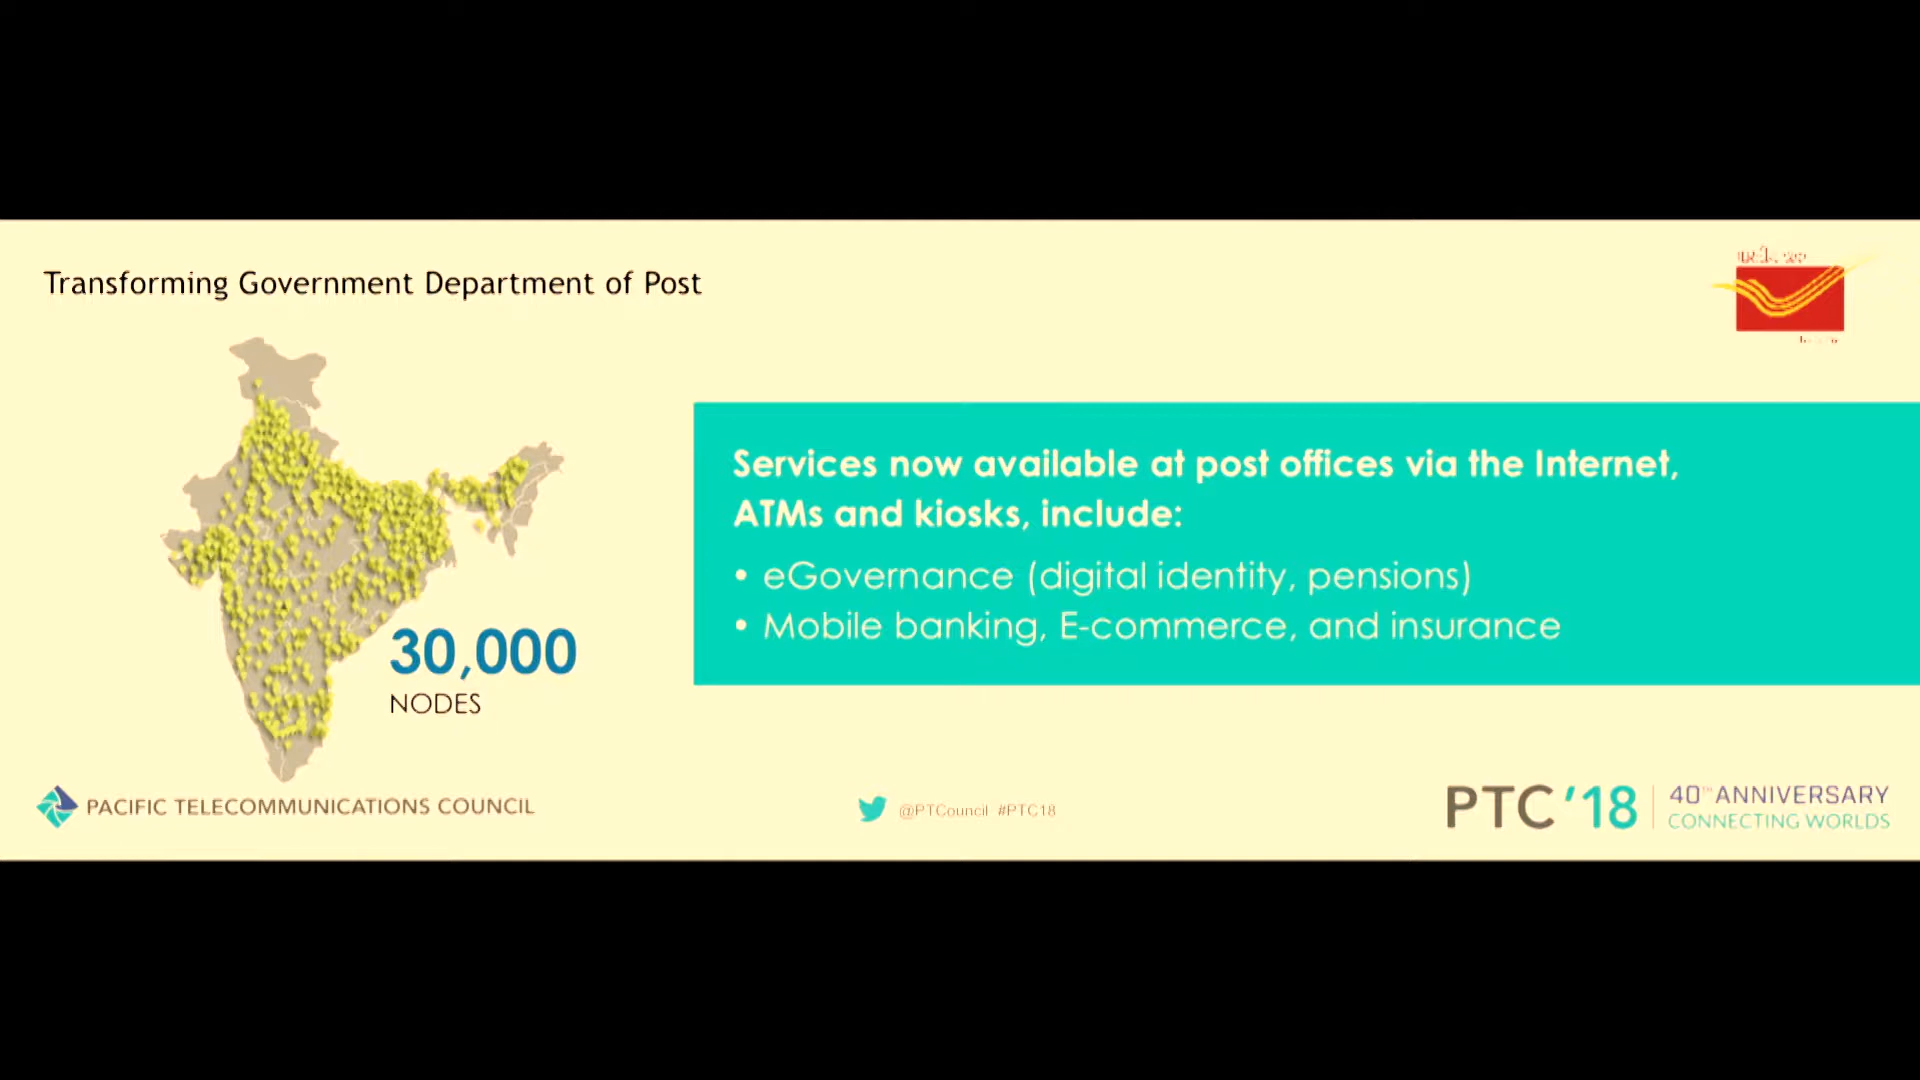 Transforming Government Department of Post
Services now available at post offices via the Internet,
ATMs and kiosks, include:
• eGovernance (digital identity, pensions)
• Mobile banking, E-commerce, and insurance
30,000
NODES
PACIFIC TELECOMMUNICATIONS COUNCIL
@PTCouncil #PTC18
PTC '18
40TH ANNIVERSARY
CONNECTING WORLDS